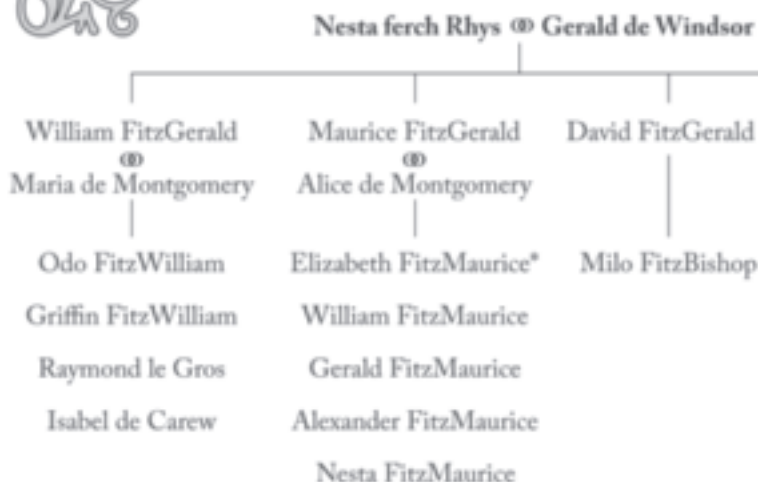 Nesta ferch Rhys ⚭ Gerald de Windsor
William FitzGerald Maurice FitzGerald David FitzGerald
⚭ ⚭
Maria de Montgomery Alice de Montgomery
Odo FitzWilliam Elizabeth FitzMaurice* Milo FitzBishop
Griffin FitzWilliam William FitzMaurice
Raymond le Gros Gerald FitzMaurice
Isabel de Carew Alexander FitzMaurice
Nesta FitzMaurice